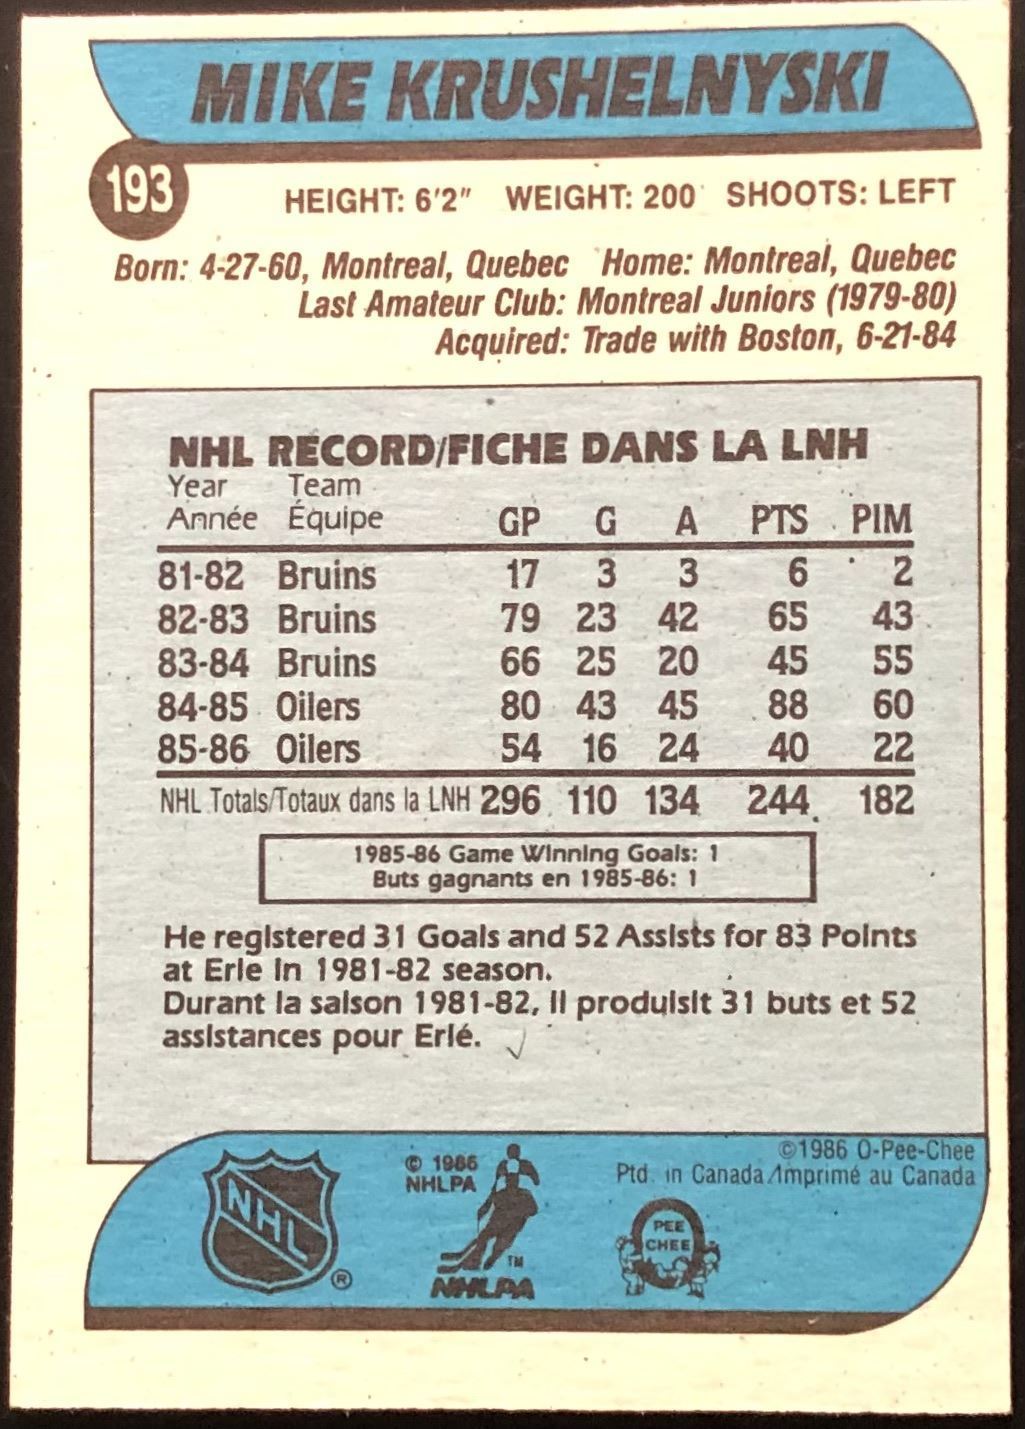 MIKE KRUSHELNYSKI
193
HEIGHT: 6'2" WEIGHT: 200 SHOOTS: LEFT
Born: 4-27-60, Montreal, Quebec Home: Montreal, Quebec
Last Amateur Club: Montreal Juniors (1979-80)
Acquired: Trade with Boston, 6-21-84
NHL RECORD/FICHE DANS LA LNH
Year Team
Année Équipe GP G A PTS PIM
81-82 Bruins 17 3 3 6 2
82-83 Bruins 79 23 42 65 43
83-84 Bruins 66 25 20 45 55
84-85 Oilers 80 43 45 88 60
85-86 Oilers 54 16 24 40 22
NHL Totals/Totaux dans la LNH 296 110 134 244 182
1985-86 Game Winning Goals: 1
Buts gagnants en 1985-86: 1
He registered 31 Goals and 52 Assists for 83 Points
at Erie in 1981-82 season.
Durant la saison 1981-82, il produisit 31 buts et 52
assistances pour Erié.
©1986 O-Pee-Chee
Ptd. in Canada/Imprimé au Canada
© 1986
NHLPA
NHL
®
TM
NHLPA
PEE
CHEE